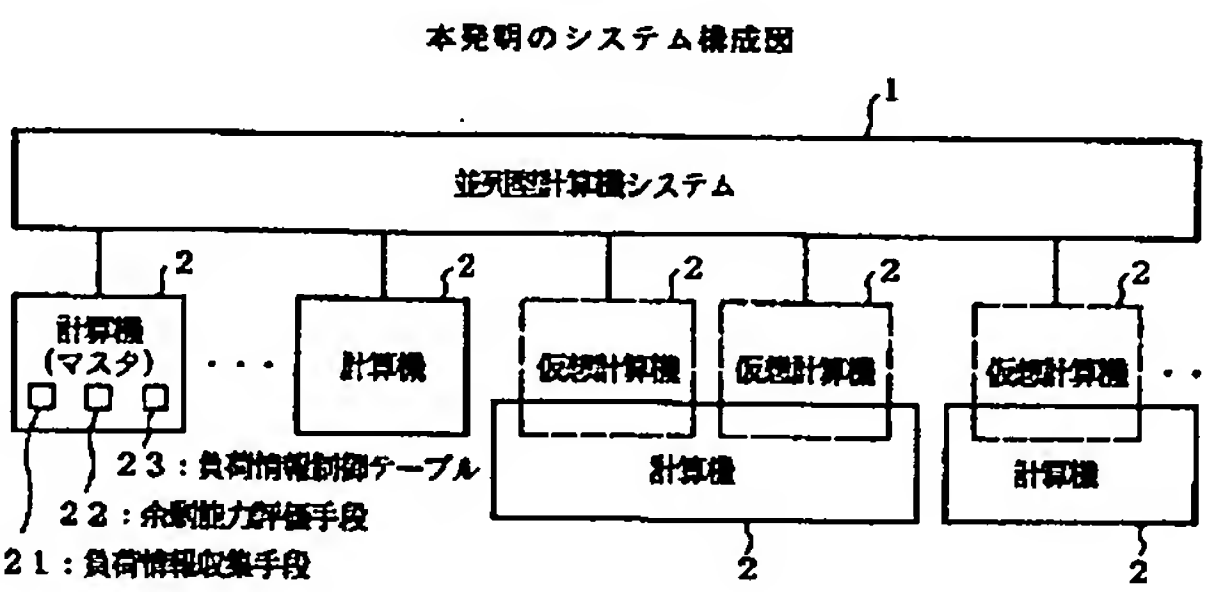 本発明のシステム構成図
1
並列型計算機システム
2
2
2
2
2
計算機
(マスタ)
・・・
計算機
仮想計算機
仮想計算機
仮想計算機
・・
23:負荷情報制御テーブル
計算機
計算機
22:余剰能力評価手段
21:負荷情報収集手段
2
2